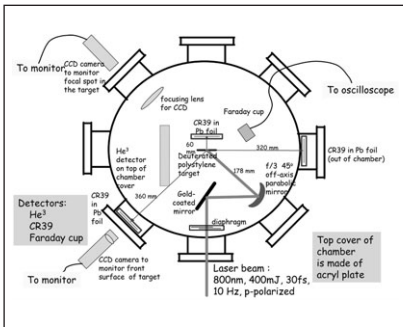 To monitor
CCD camera
to monitor
focal spot in
the target
focusing lens
for CCD
Faraday cup
To oscilloscope
CR39 in
Pb foil
60
mm
320 mm
CR39 in Pb foil
(out of chamber)
He3
detector
on top of
chamber
cover
Deuterated
polystylene
target
f/3 45°
off-axis
parabolic
mirror
178 mm
CR39
in Pb
foil
360 mm
Gold-
coated
mirror
diaphragm
Detectors:
He3
CR39
Faraday cup
To monitor
CCD camera to
monitor front
surface of target
Laser beam :
800nm, 400mJ, 30fs,
10 Hz, p-polarized
Top cover of
chamber
is made of
acryl plate